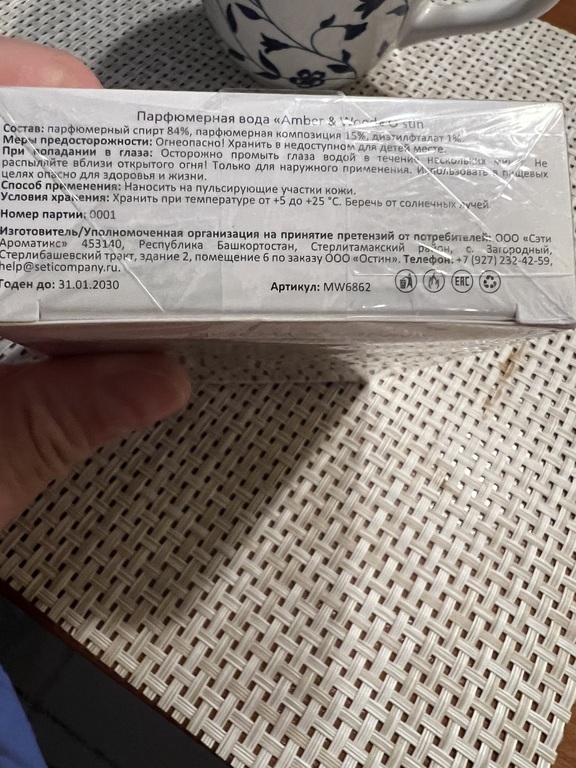 Парфюмерная вода «Amber & Wood» O'stin
Состав: парфюмерный спирт 84%, парфюмерная композиция 15%, диэтилфталат 1%.
Меры предосторожности: Огнеопасно! Хранить в недоступном для детей месте.
При попадании в глаза: Осторожно промыть глаза водой в течение нескольких мин. Не
распыляйте вблизи открытого огня! Только для наружного применения. Использовать в пищевых
целях опасно для здоровья и жизни.
Способ применения: Наносить на пульсирующие участки кожи.
Условия хранения: Хранить при температуре от +5 до +25 °C. Беречь от солнечных лучей.
Номер партии: 0001
Изготовитель/Уполномоченная организация на принятие претензий от потребителей: ООО «Сэти
Ароматикс» 453140, Республика Башкортостан, Стерлитамакский район, с. Загородный,
Стерлибашевский тракт, здание 2, помещение 6 по заказу ООО «Остин». Телефон: +7 (927) 232-42-59,
help@seticompany.ru.
Годен до: 31.01.2030 Артикул: MW6862 EAC